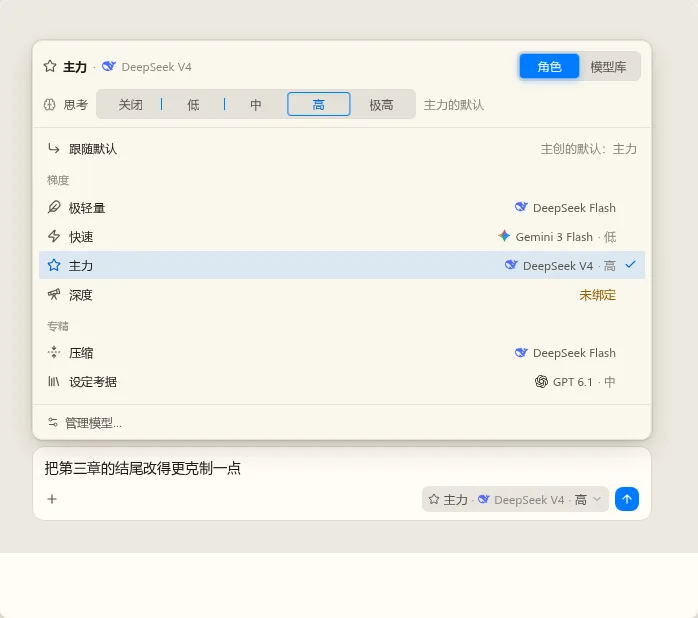 主力 · DeepSeek V4 角色 模型库
思考 关闭 低 中 高 极高 主力的默认
跟随默认 主创的默认：主力
梯度
极轻量 DeepSeek Flash
快速 Gemini 3 Flash · 低
主力 DeepSeek V4 · 高
深度 未绑定
专精
压缩 DeepSeek Flash
设定考据 GPT 6.1 · 中
管理模型...
把第三章的结尾改得更克制一点
主力 · DeepSeek V4 · 高